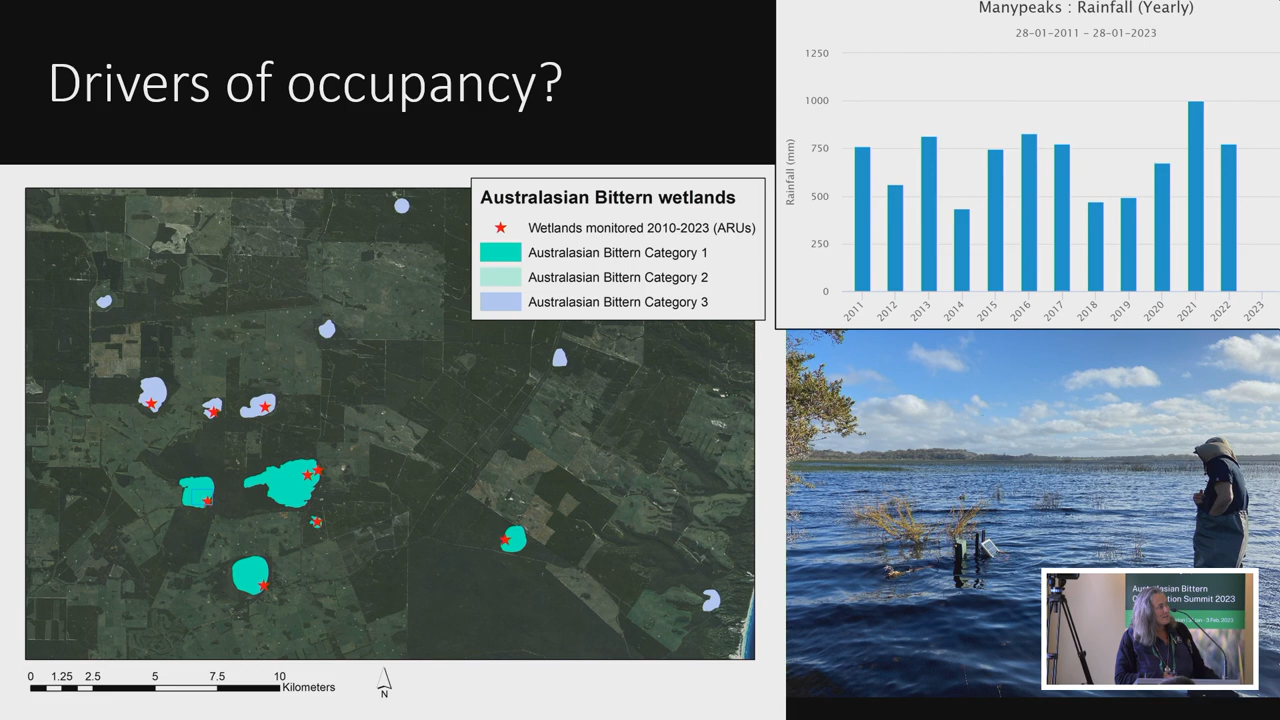 Drivers of occupancy?
Australasian Bittern wetlands
Wetlands monitored 2010-2023 (ARUs)
Australasian Bittern Category 1
Australasian Bittern Category 2
Australasian Bittern Category 3
0 1.25 2.5 5 7.5 10
Kilometers
N
Manypeaks : Rainfall (Yearly)
28-01-2011 – 28-01-2023
Rainfall (mm)
1250
1000
750
500
250
0
2011 2012 2013 2014 2015 2016 2017 2018 2019 2020 2021 2022 2023
Australasian Bittern
Summit 2023
3 Feb, 2023